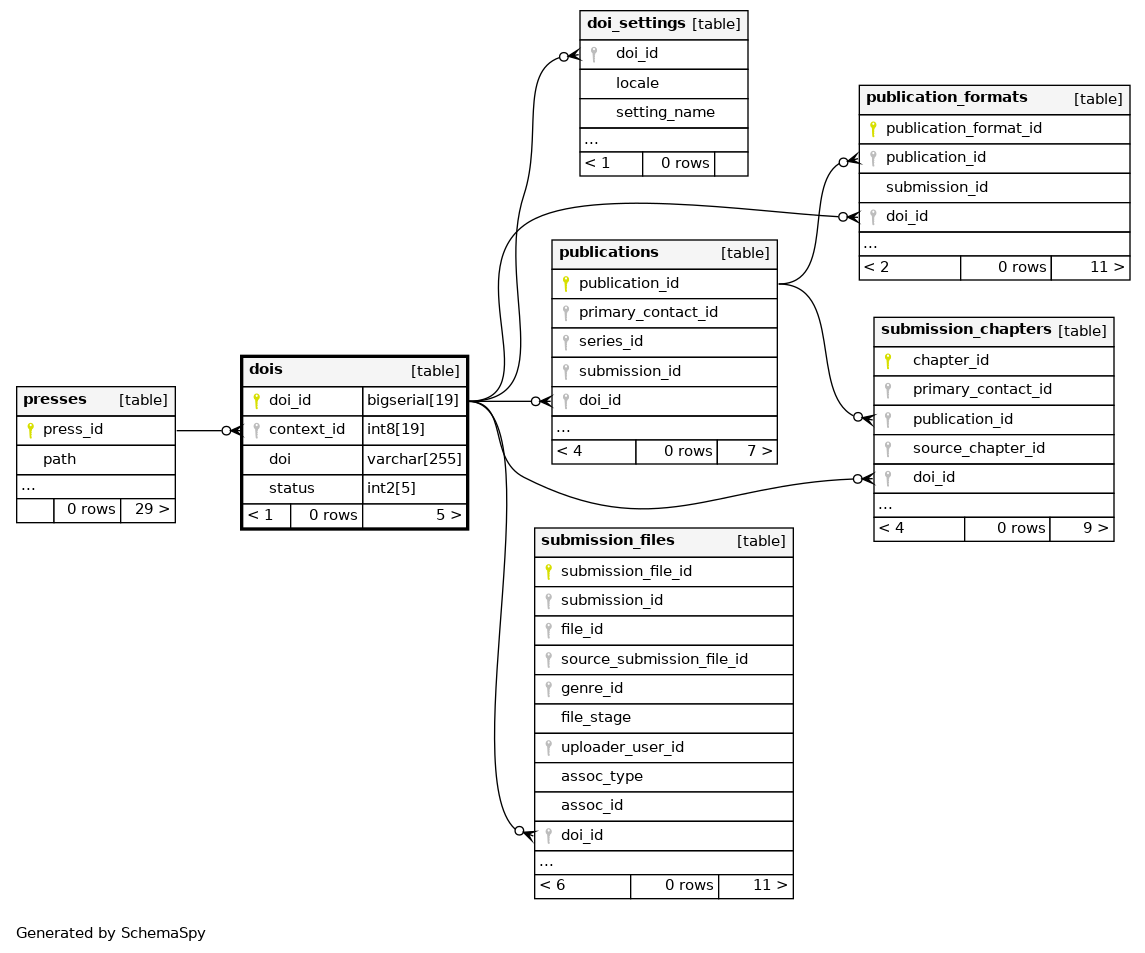 doi_settings [table]
doi_id
locale
setting_name
...
< 1 0 rows
publication_formats [table]
publication_format_id
publication_id
submission_id
doi_id
...
< 2 0 rows 11 >
publications [table]
publication_id
primary_contact_id
series_id
submission_id
doi_id
...
< 4 0 rows 7 >
submission_chapters [table]
chapter_id
primary_contact_id
publication_id
source_chapter_id
doi_id
...
< 4 0 rows 9 >
dois [table]
doi_id bigserial[19]
context_id int8[19]
doi varchar[255]
status int2[5]
< 1 0 rows 5 >
presses [table]
press_id
path
...
0 rows 29 >
submission_files [table]
submission_file_id
submission_id
file_id
source_submission_file_id
genre_id
file_stage
uploader_user_id
assoc_type
assoc_id
doi_id
...
< 6 0 rows 11 >
Generated by SchemaSpy